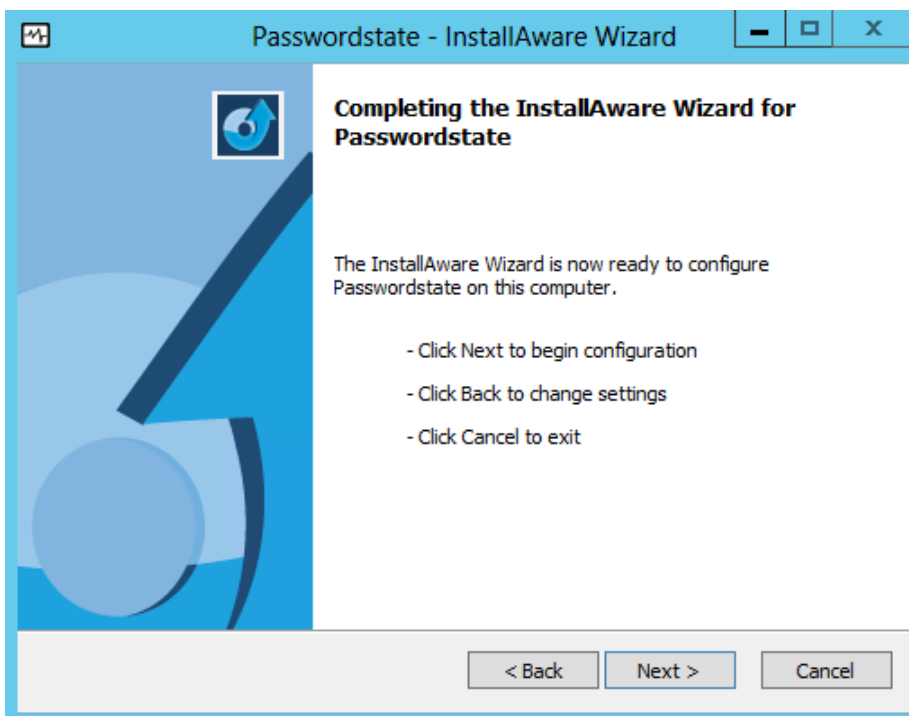 Passwordstate - InstallAware Wizard
Completing the InstallAware Wizard for
Passwordstate
The InstallAware Wizard is now ready to configure
Passwordstate on this computer.
- Click Next to begin configuration
- Click Back to change settings
- Click Cancel to exit
< Back Next > Cancel